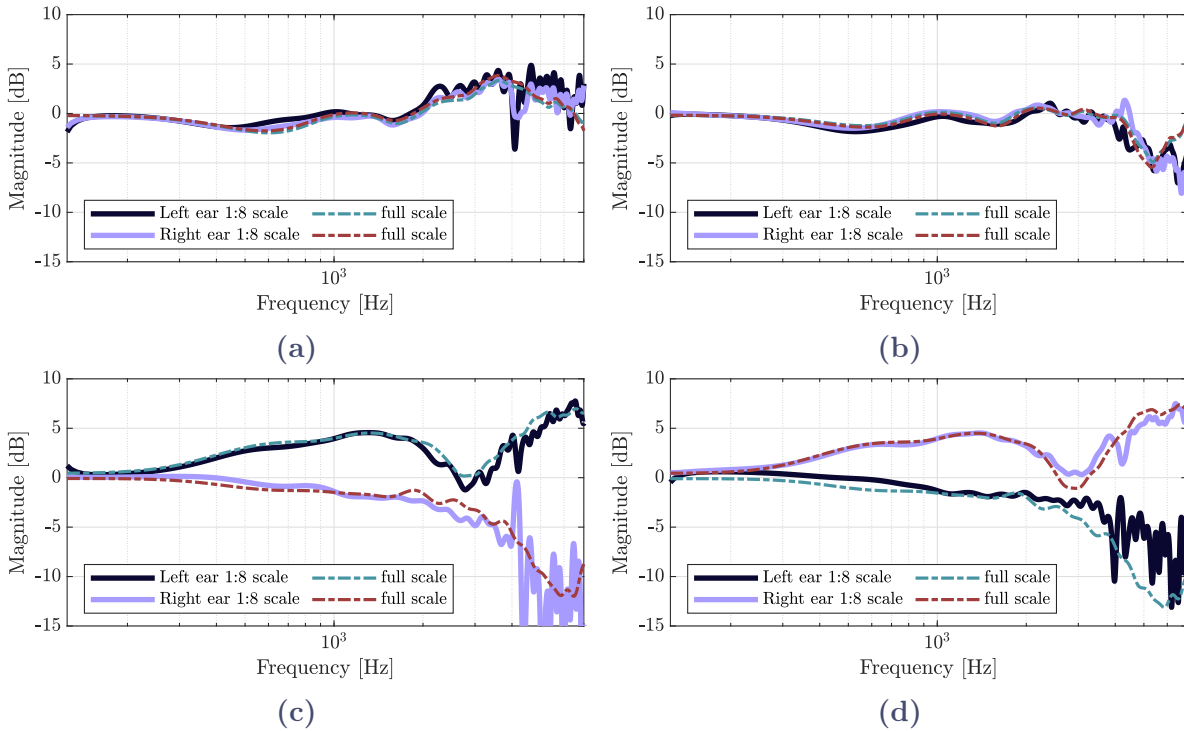 10
5
0
-5
-10
-15
Magnitude [dB]
Left ear 1:8 scale
Right ear 1:8 scale
full scale
full scale
10³
Frequency [Hz]
(a)
10
5
0
-5
-10
-15
Magnitude [dB]
Left ear 1:8 scale
Right ear 1:8 scale
full scale
full scale
10³
Frequency [Hz]
(b)
10
5
0
-5
-10
-15
Magnitude [dB]
Left ear 1:8 scale
Right ear 1:8 scale
full scale
full scale
10³
Frequency [Hz]
(c)
10
5
0
-5
-10
-15
Magnitude [dB]
Left ear 1:8 scale
Right ear 1:8 scale
full scale
full scale
10³
Frequency [Hz]
(d)